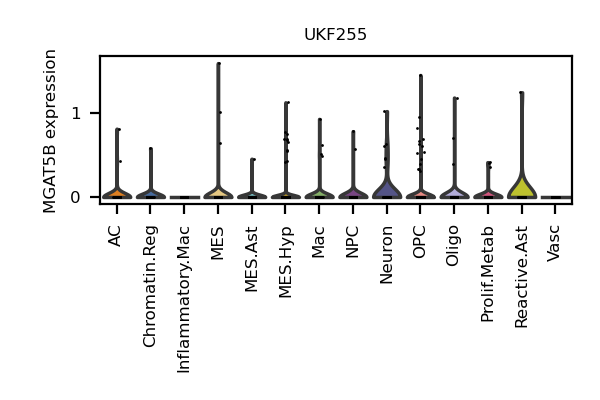 UKF255
MGAT5B expression
1
0
AC
Chromatin.Reg
Inflammatory.Mac
MES
MES.Ast
MES.Hyp
Mac
NPC
Neuron
OPC
Oligo
Prolif.Metab
Reactive.Ast
Vasc